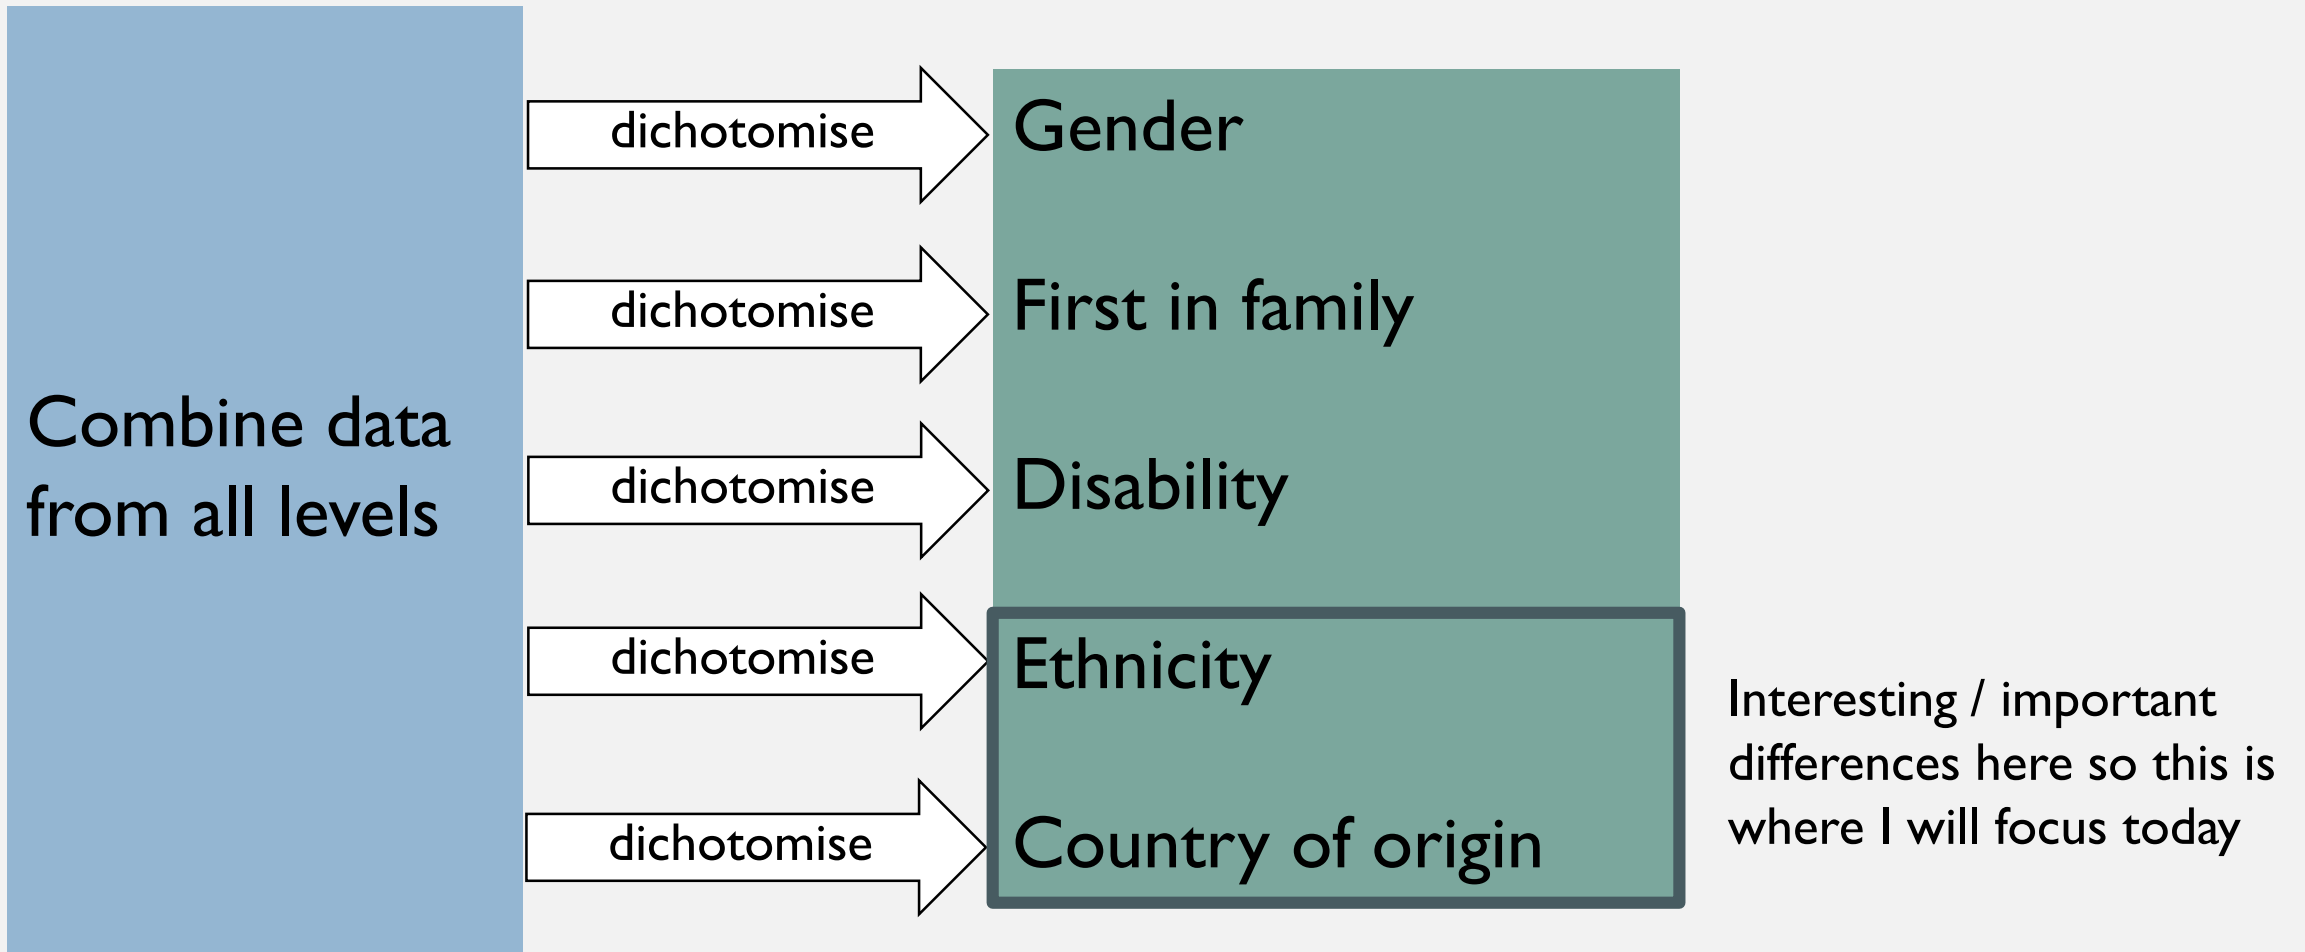 Combine data
from all levels
dichotomise
Gender
dichotomise
First in family
dichotomise
Disability
dichotomise
Ethnicity
dichotomise
Country of origin
Interesting / important
differences here so this is
where I will focus today